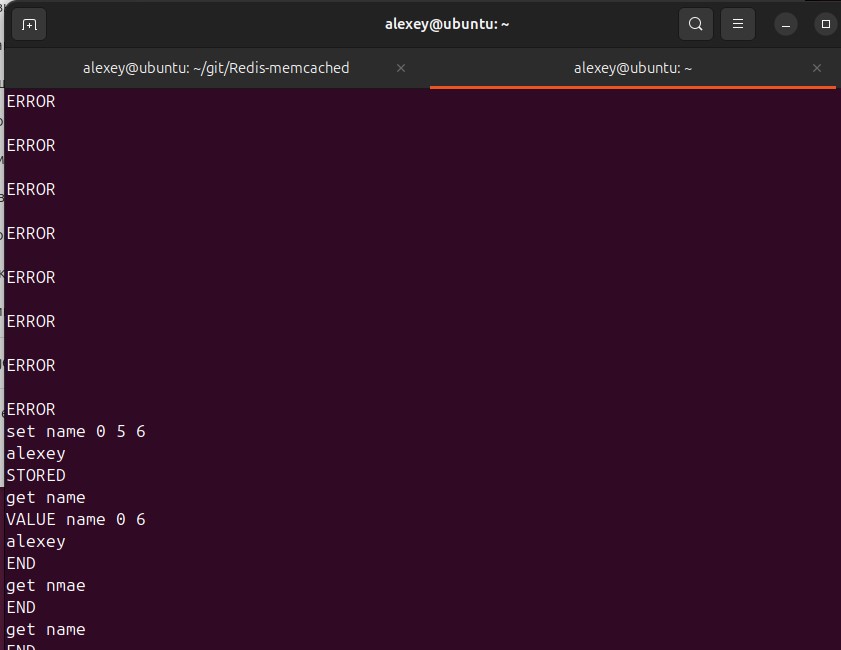 alexey@ubuntu: ~
alexey@ubuntu: ~/git/Redis-memcached
alexey@ubuntu: ~
ERROR
ERROR
ERROR
ERROR
ERROR
ERROR
ERROR
ERROR
set name 0 5 6
alexey
STORED
get name
VALUE name 0 6
alexey
END
get nmae
END
get name
END